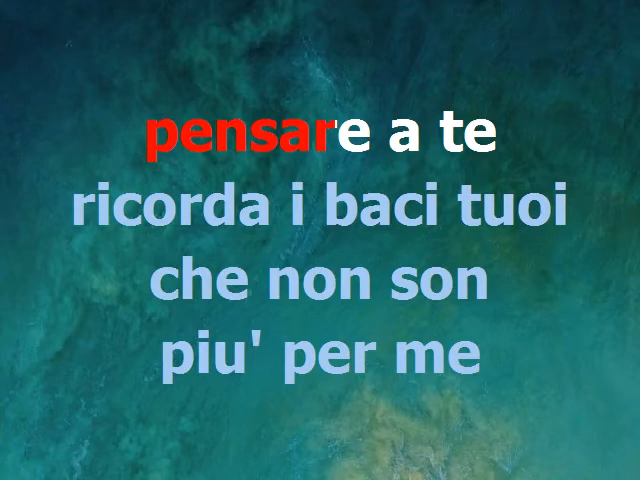 pensare a te
ricorda i baci tuoi
che non son
piu' per me